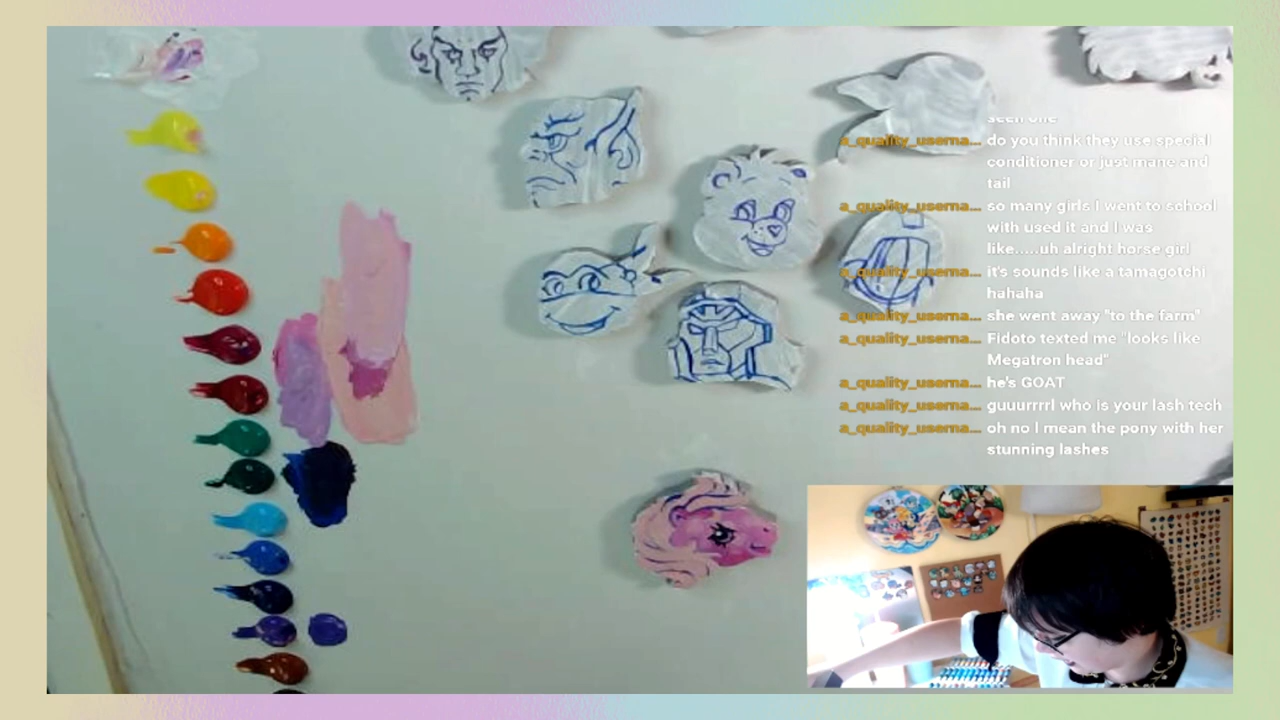 seen one
a_quality_userna... do you think they use special
conditioner or just mane and
tail
a_quality_userna... so many girls I went to school
with used it and I was
like.....uh alright horse girl
a_quality_userna... it's sounds like a tamagotchi
hahaha
a_quality_userna... she went away "to the farm"
a_quality_userna... Fidoto texted me "looks like
Megatron head"
a_quality_userna... he's GOAT
a_quality_userna... guuurrrrl who is your lash tech
a_quality_userna... oh no I mean the pony with her
stunning lashes